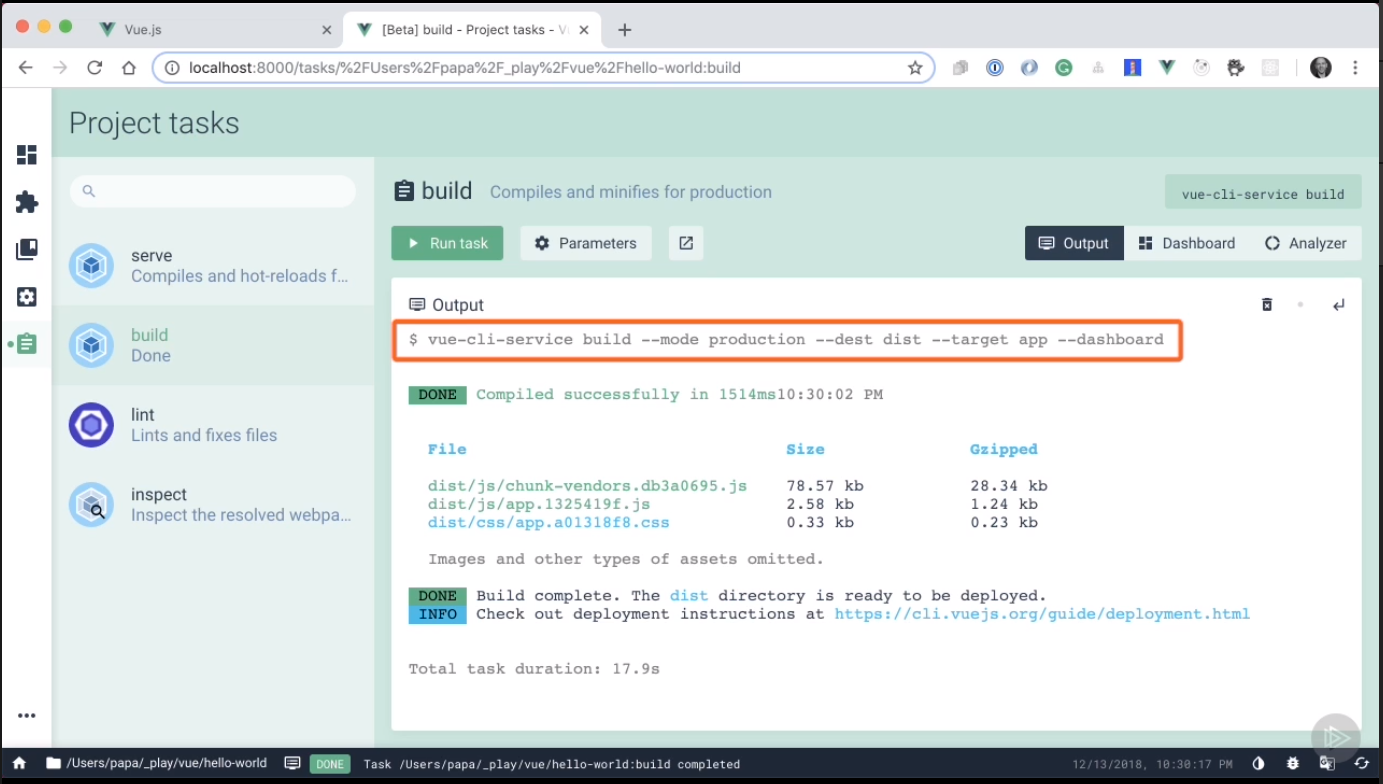 Vue.js
[Beta] build - Project tasks - V
localhost:8000/tasks/%2FUsers%2Fpapa%2F_play%2Fvue%2Fhello-world:build
Project tasks
serve
Compiles and hot-reloads f...
build
Done
lint
Lints and fixes files
inspect
Inspect the resolved webpa...
build Compiles and minifies for production
vue-cli-service build
Run task Parameters
Output Dashboard Analyzer
Output
$ vue-cli-service build --mode production --dest dist --target app --dashboard
DONE Compiled successfully in 1514ms10:30:02 PM
File Size Gzipped
dist/js/chunk-vendors.db3a0695.js 78.57 kb 28.34 kb
dist/js/app.1325419f.js 2.58 kb 1.24 kb
dist/css/app.a01318f8.css 0.33 kb 0.23 kb
Images and other types of assets omitted.
DONE Build complete. The dist directory is ready to be deployed.
INFO Check out deployment instructions at https://cli.vuejs.org/guide/deployment.html
Total task duration: 17.9s
/Users/papa/_play/vue/hello-world DONE Task /Users/papa/_play/vue/hello-world:build completed 12/13/2018, 10:30:17 PM